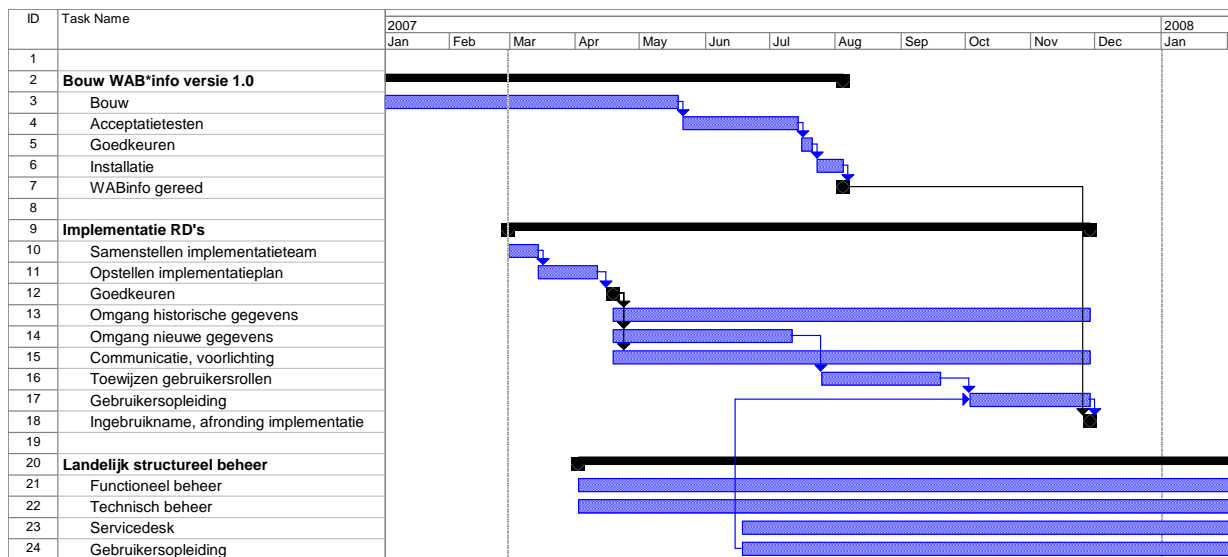 ID Task Name 2007 2008
Jan Feb Mar Apr May Jun Jul Aug Sep Oct Nov Dec Jan
1
2 Bouw WAB*info versie 1.0
3 Bouw
4 Acceptatietesten
5 Goedkeuren
6 Installatie
7 WABinfo gereed
8
9 Implementatie RD's
10 Samenstellen implementatieteam
11 Opstellen implementatieplan
12 Goedkeuren
13 Omgang historische gegevens
14 Omgang nieuwe gegevens
15 Communicatie, voorlichting
16 Toewijzen gebruikersrollen
17 Gebruikersopleiding
18 Ingebruikname, afronding implementatie
19
20 Landelijk structureel beheer
21 Functioneel beheer
22 Technisch beheer
23 Servicedesk
24 Gebruikersopleiding